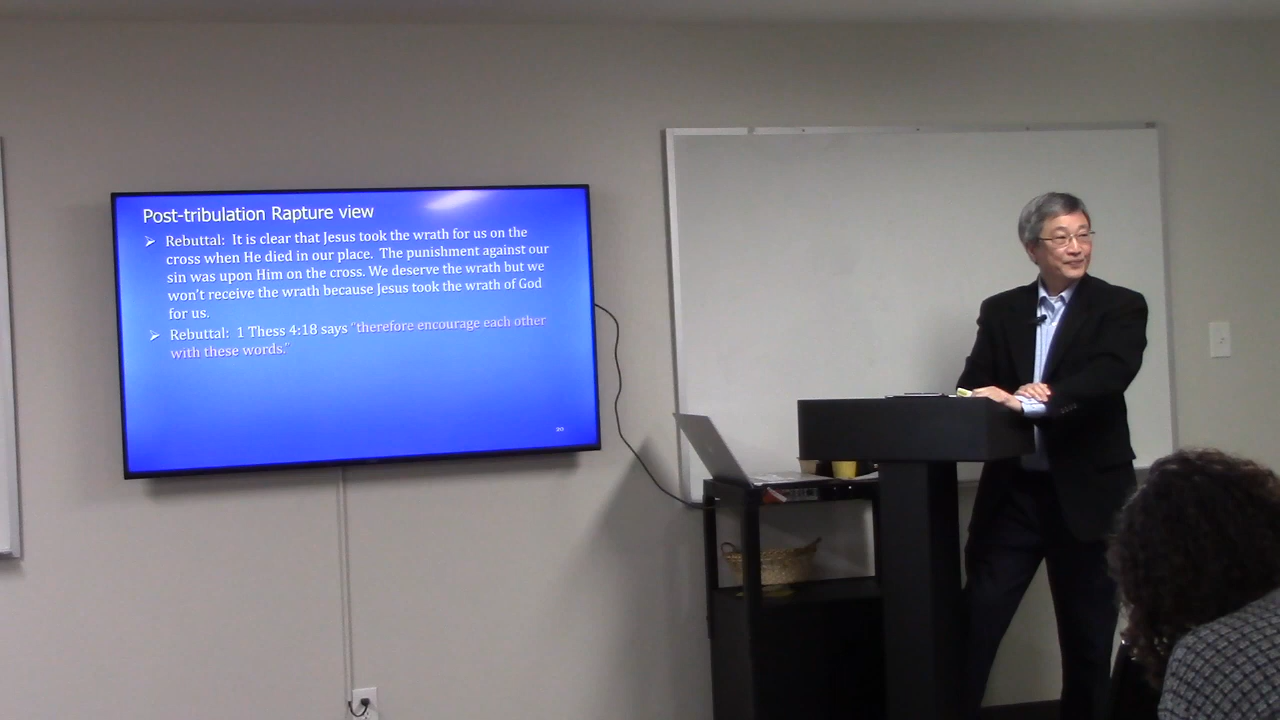 Post-tribulation Rapture view
➢ Rebuttal: It is clear that Jesus took the wrath for us on the
cross when He died in our place. The punishment against our
sin was upon Him on the cross. We deserve the wrath but we
won't receive the wrath because Jesus took the wrath of God
for us.
➢ Rebuttal: 1 Thess 4:18 says "therefore encourage each other
with these words."
20